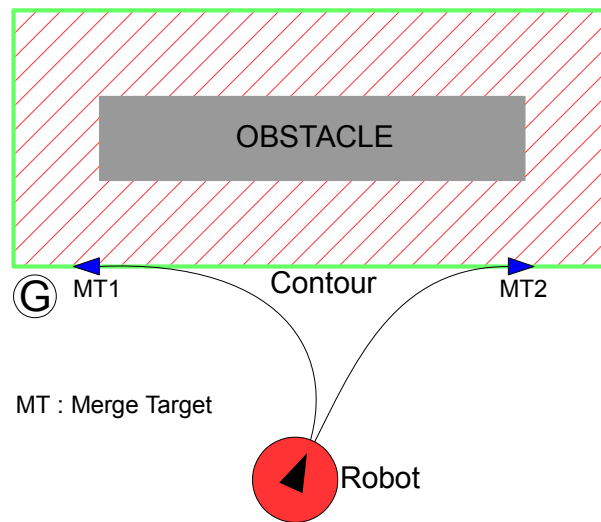 OBSTACLE
Contour
G
MT1
MT2
MT : Merge Target
Robot